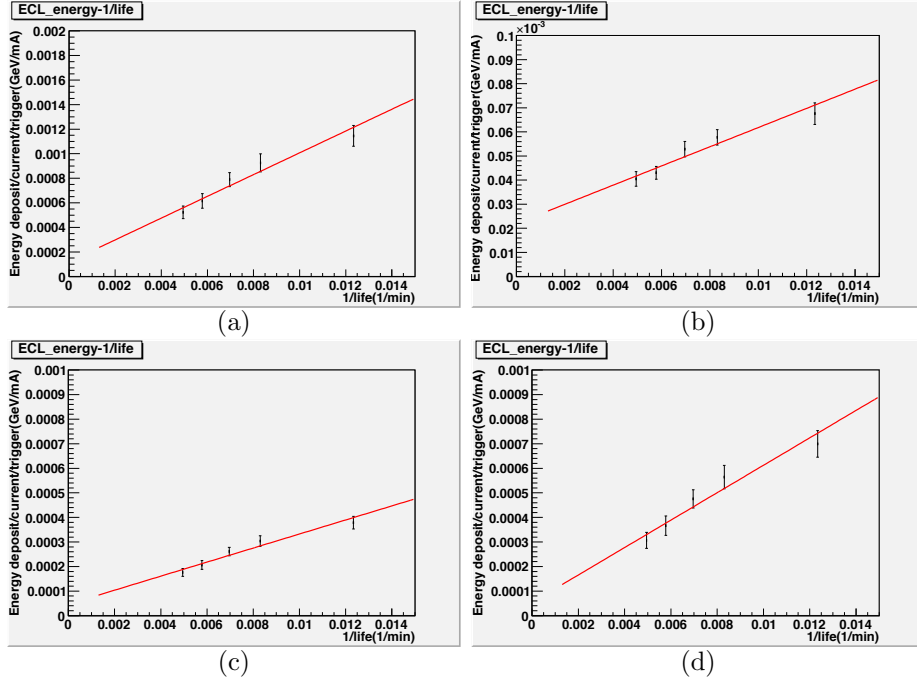 ECL_energy-1/life
Energy deposit/current/trigger(GeV/mA)
0.002
0.0018
0.0016
0.0014
0.0012
0.001
0.0008
0.0006
0.0004
0.0002
0
0 0.002 0.004 0.006 0.008 0.01 0.012 0.014
1/life(1/min)
(a)
ECL_energy-1/life
×10⁻³
Energy deposit/current/trigger(GeV/mA)
0.1
0.09
0.08
0.07
0.06
0.05
0.04
0.03
0.02
0.01
0
0 0.002 0.004 0.006 0.008 0.01 0.012 0.014
1/life(1/min)
(b)
ECL_energy-1/life
Energy deposit/current/trigger(GeV/mA)
0.001
0.0009
0.0008
0.0007
0.0006
0.0005
0.0004
0.0003
0.0002
0.0001
0
0 0.002 0.004 0.006 0.008 0.01 0.012 0.014
1/life(1/min)
(c)
ECL_energy-1/life
Energy deposit/current/trigger(GeV/mA)
0.001
0.0009
0.0008
0.0007
0.0006
0.0005
0.0004
0.0003
0.0002
0.0001
0
0 0.002 0.004 0.006 0.008 0.01 0.012 0.014
1/life(1/min)
(d)